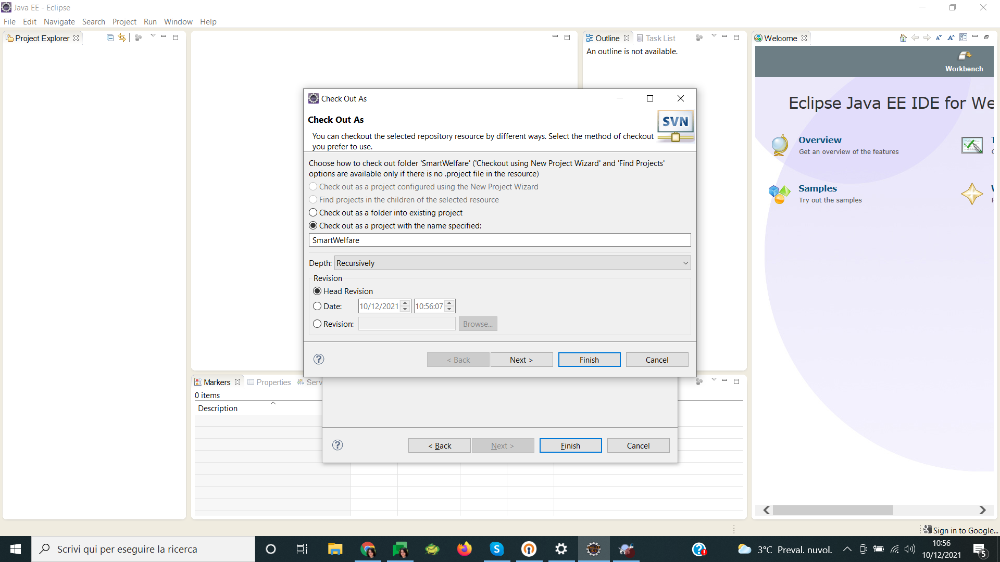 Java EE - Eclipse
File Edit Navigate Search Project Run Window Help
Project Explorer
Outline Task List
An outline is not available.
Welcome
Workbench
Eclipse Java EE IDE for We
Overview
Get an overview of the features
Samples
Try out the samples
Check Out As
Check Out As
SVN
You can checkout the selected repository resource by different ways. Select the method of checkout
you prefer to use.
Choose how to check out folder 'SmartWelfare' ('Checkout using New Project Wizard' and 'Find Projects'
options are available only if there is no .project file in the resource)
Check out as a project configured using the New Project Wizard
Find projects in the children of the selected resource
Check out as a folder into existing project
Check out as a project with the name specified:
SmartWelfare
Depth: Recursively
Revision
Head Revision
Date: 10/12/2021 10:56:07
Revision: Browse...
< Back Next > Finish Cancel
Markers Properties Serv
0 items
Description
< Back Next > Finish Cancel
Sign in to Google...
Scrivi qui per eseguire la ricerca
3°C Preval. nuvol.
10:56
10/12/2021
5